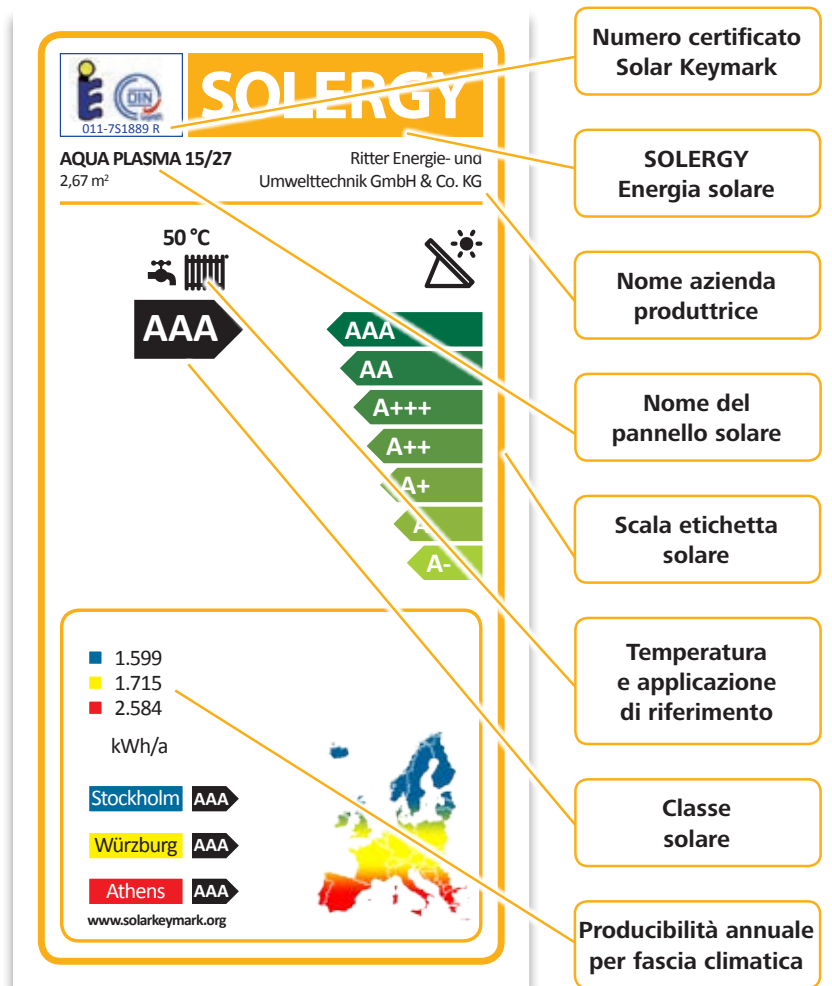 DIN
011-7S1889 R
SOLERGY
AQUA PLASMA 15/27
2,67 m²
Ritter Energie- und
Umwelttechnik GmbH & Co. KG
50 °C
AAA
AAA
AA
A+++
A++
A+
A
A-
1.599
1.715
2.584
kWh/a
Stockholm AAA
Würzburg AAA
Athens AAA
www.solarkeymark.org
Numero certificato
Solar Keymark
SOLERGY
Energia solare
Nome azienda
produttrice
Nome del
pannello solare
Scala etichetta
solare
Temperatura
e applicazione
di riferimento
Classe
solare
Producibilità annuale
per fascia climatica